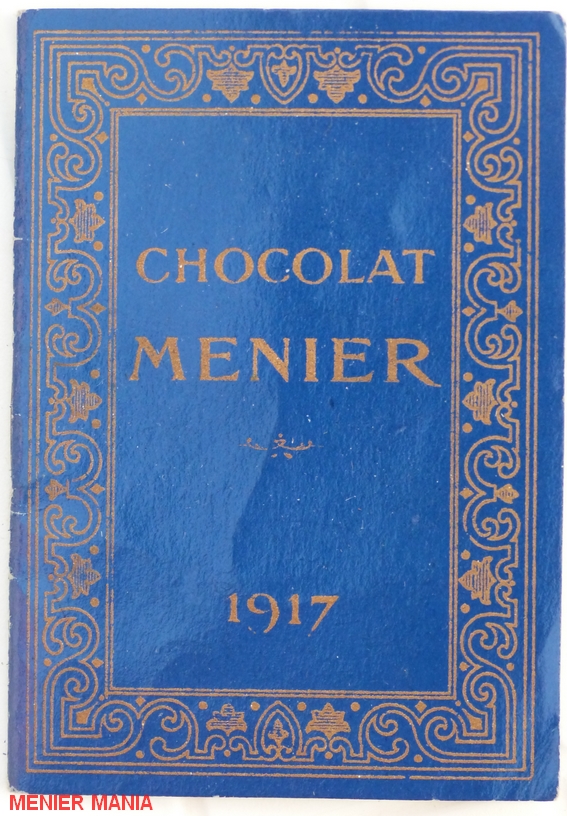 CHOCOLAT
MENIER
1917
MENIER MANIA